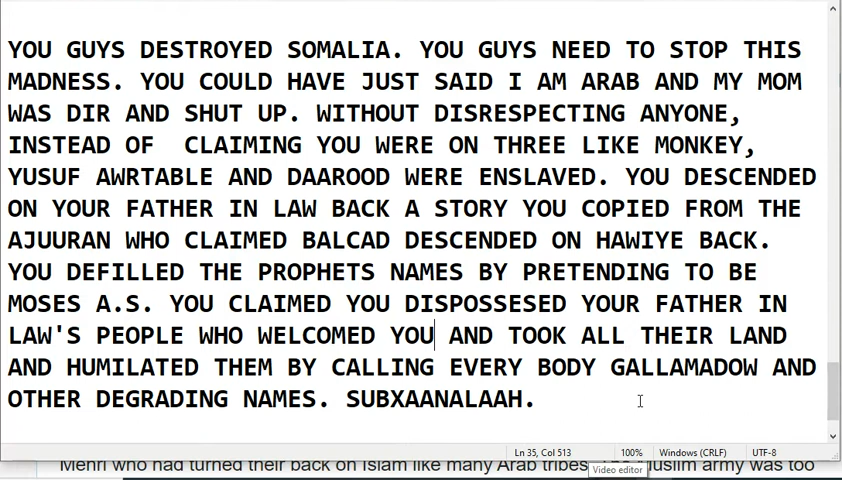 YOU GUYS DESTROYED SOMALIA. YOU GUYS NEED TO STOP THIS
MADNESS. YOU COULD HAVE JUST SAID I AM ARAB AND MY MOM
WAS DIR AND SHUT UP. WITHOUT DISRESPECTING ANYONE,
INSTEAD OF  CLAIMING YOU WERE ON THREE LIKE MONKEY,
YUSUF AWRTABLE AND DAAROOD WERE ENSLAVED. YOU DESCENDED
ON YOUR FATHER IN LAW BACK A STORY YOU COPIED FROM THE
AJUURAN WHO CLAIMED BALCAD DESCENDED ON HAWIYE BACK.
YOU DEFILLED THE PROPHETS NAMES BY PRETENDING TO BE
MOSES A.S. YOU CLAIMED YOU DISPOSSESED YOUR FATHER IN
LAW'S PEOPLE WHO WELCOMED YOU AND TOOK ALL THEIR LAND
AND HUMILATED THEM BY CALLING EVERY BODY GALLAMADOW AND
OTHER DEGRADING NAMES. SUBXAANALAAH.
Ln 35, Col 513 100% Windows (CRLF) UTF-8
Video editor
Mehri who had turned their back on Islam like many Arab tribes. Muslim army was too